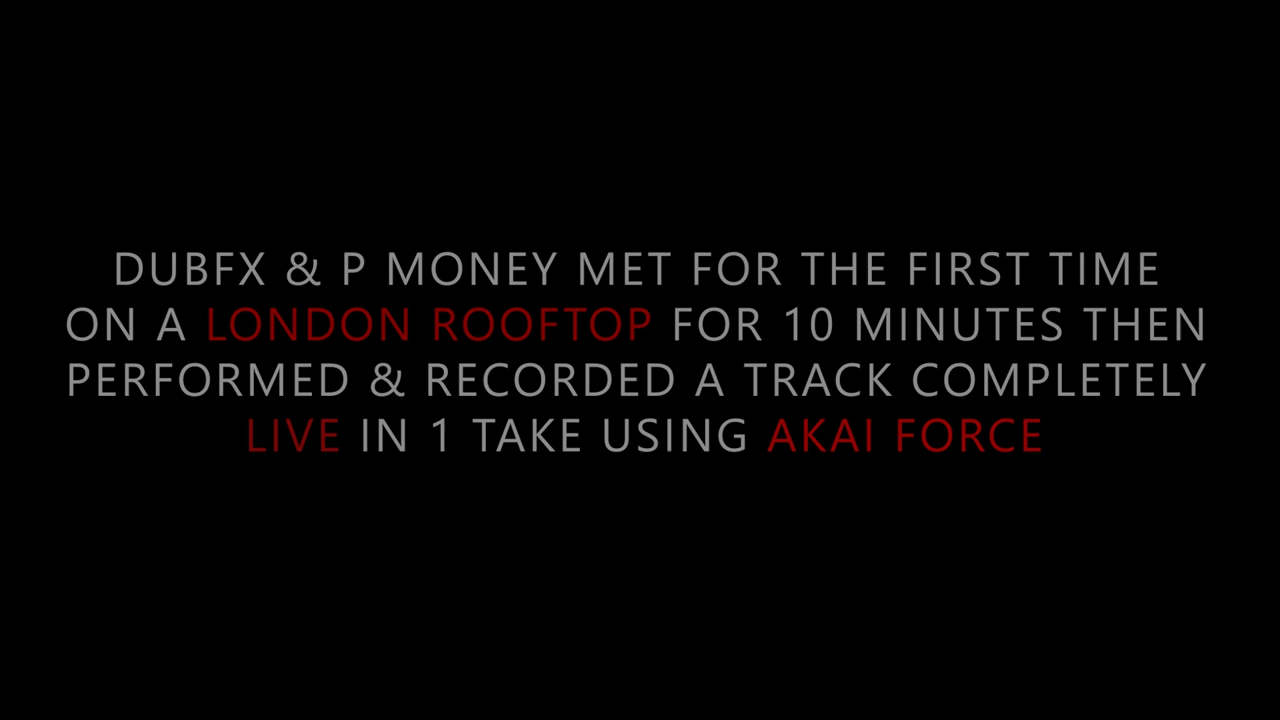 DUBFX & P MONEY MET FOR THE FIRST TIME
ON A LONDON ROOFTOP FOR 10 MINUTES THEN
PERFORMED & RECORDED A TRACK COMPLETELY
LIVE IN 1 TAKE USING AKAI FORCE